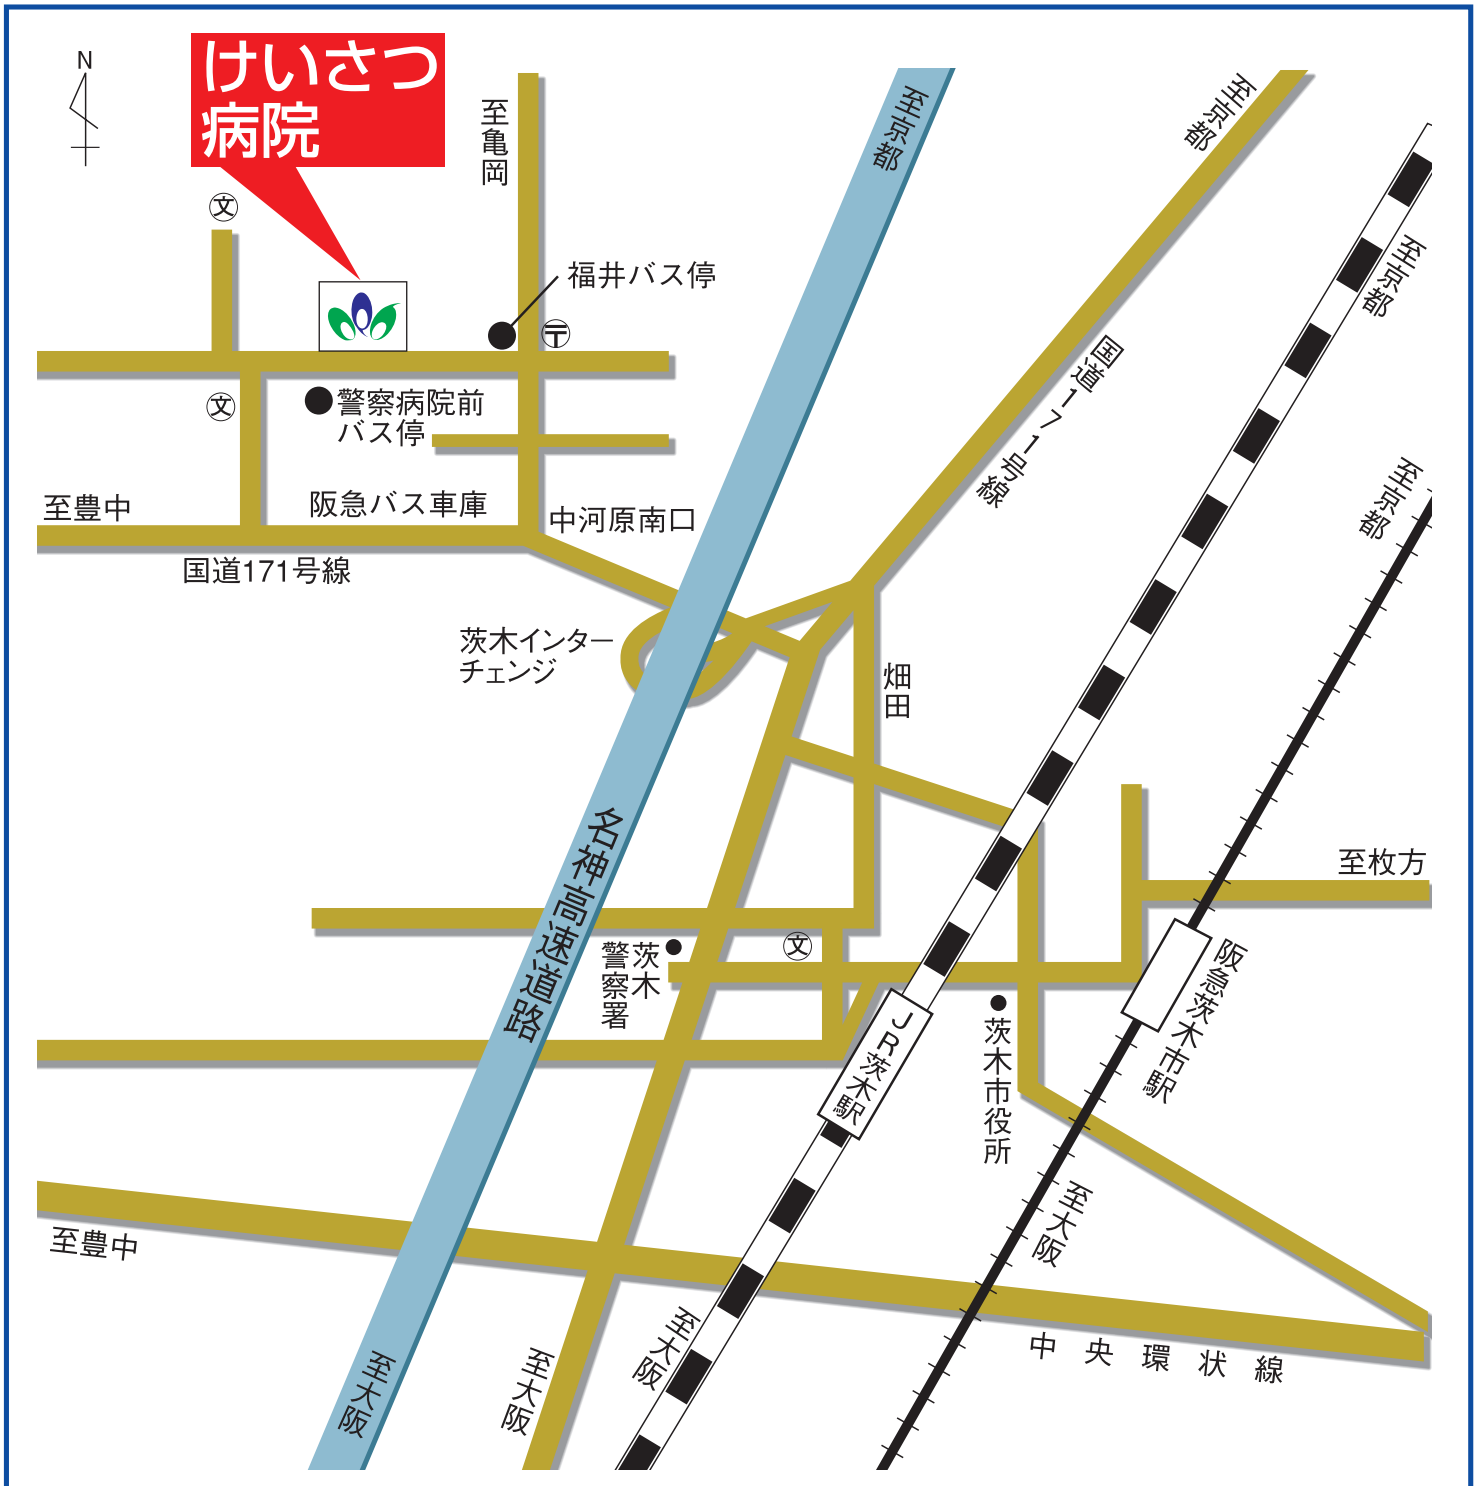 N
けいさつ
病院
至亀岡
至京都
至京都
至京都
至京都
文
福井バス停
〒
国道171号線
警察病院前
バス停
文
至豊中
阪急バス車庫
中河原南口
国道171号線
茨木インター
チェンジ
畑田
名神高速道路
至枚方
茨木
警察署
文
阪急茨木市駅
JR茨木駅
茨木市役所
至豊中
至大阪
至大阪
至大阪
至大阪
中央環状線